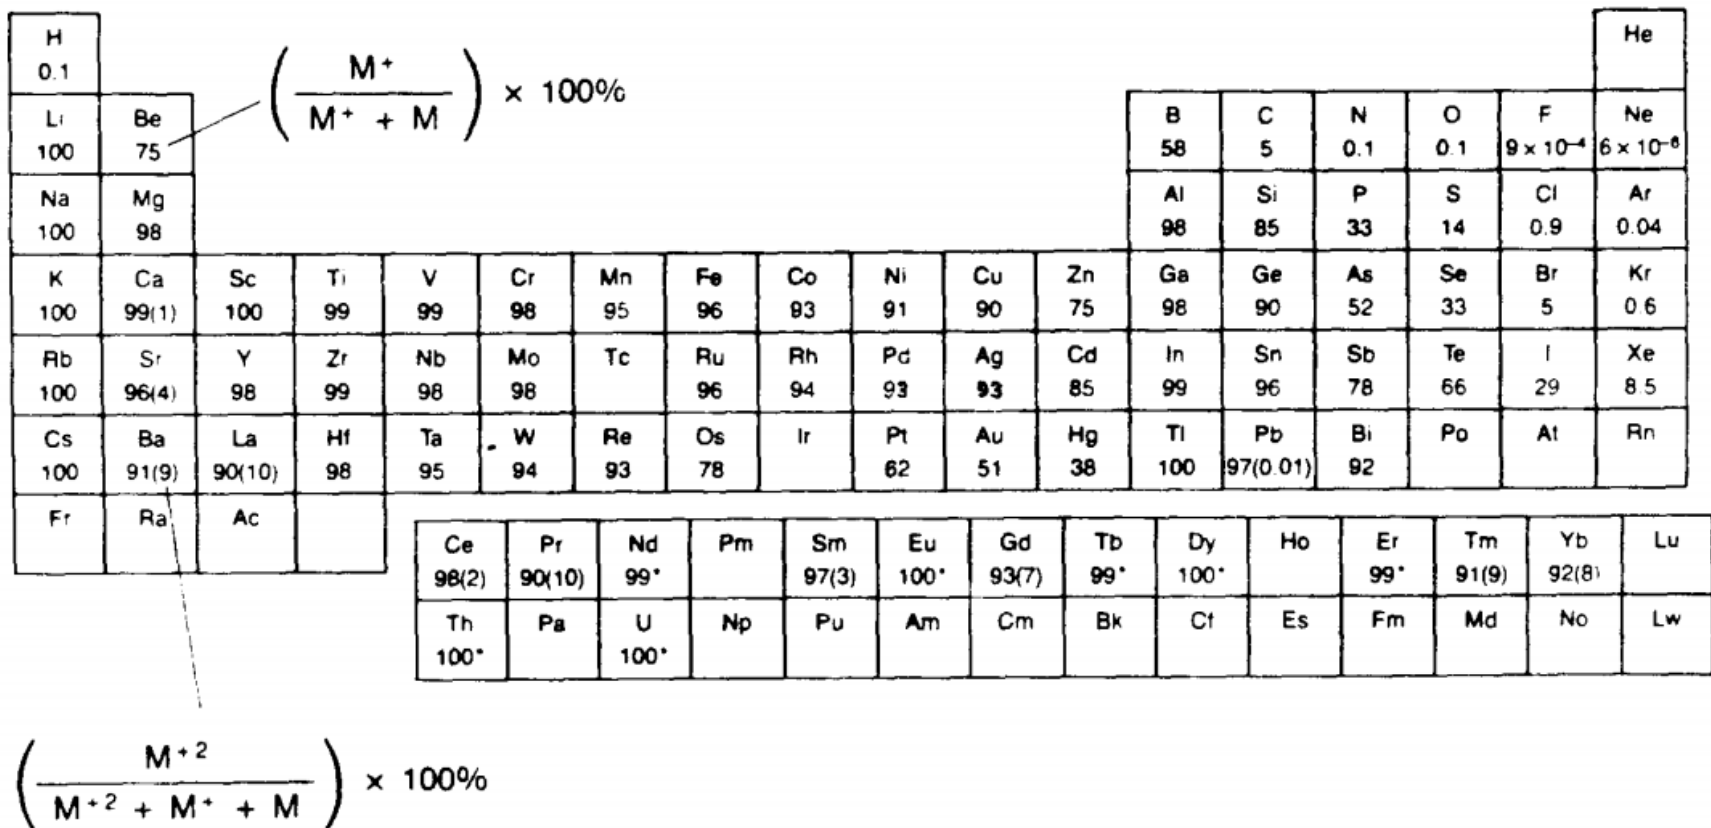 H He
0.1
( M+ / M+ + M ) × 100%
Li Be B C N O F Ne
100 75 58 5 0.1 0.1 9 × 10⁻⁴ 6 × 10⁻⁶
Na Mg Al Si P S Cl Ar
100 98 98 85 33 14 0.9 0.04
K Ca Sc Ti V Cr Mn Fe Co Ni Cu Zn Ga Ge As Se Br Kr
100 99(1) 100 99 99 98 95 96 93 91 90 75 98 90 52 33 5 0.6
Rb Sr Y Zr Nb Mo Tc Ru Rh Pd Ag Cd In Sn Sb Te I Xe
100 96(4) 98 99 98 98 96 94 93 93 85 99 96 78 66 29 8.5
Cs Ba La Hf Ta W Re Os Ir Pt Au Hg Tl Pb Bi Po At Rn
100 91(9) 90(10) 98 95 94 93 78 62 51 38 100 97(0.01) 92
Fr Ra Ac
Ce Pr Nd Pm Sm Eu Gd Tb Dy Ho Er Tm Yb Lu
98(2) 90(10) 99* 97(3) 100* 93(7) 99* 100* 99* 91(9) 92(8)
Th Pa U Np Pu Am Cm Bk Cf Es Fm Md No Lw
100* 100*
( M+2 / M+2 + M+ + M ) × 100%